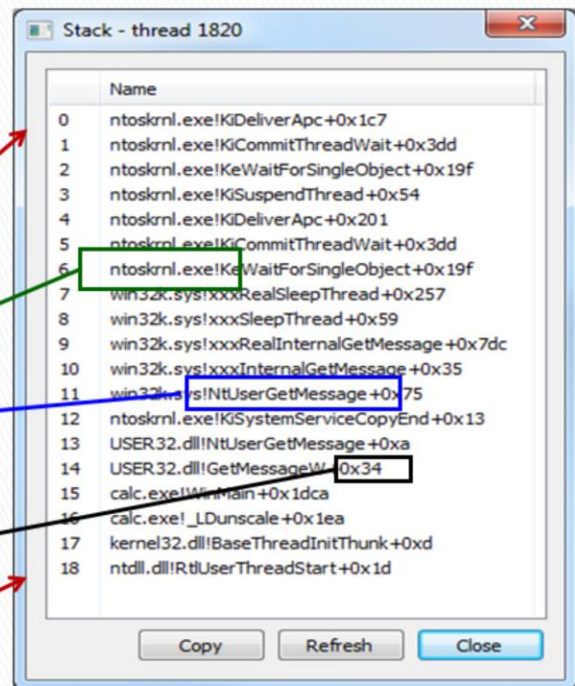 Stack - thread 1820
Name
0 ntoskrnl.exe!KiDeliverApc+0x1c7
1 ntoskrnl.exe!KiCommitThreadWait+0x3dd
2 ntoskrnl.exe!KeWaitForSingleObject+0x19f
3 ntoskrnl.exe!KiSuspendThread+0x54
4 ntoskrnl.exe!KiDeliverApc+0x201
5 ntoskrnl.exe!KiCommitThreadWait+0x3dd
6 ntoskrnl.exe!KeWaitForSingleObject+0x19f
7 win32k.sys!xxxRealSleepThread+0x257
8 win32k.sys!xxxSleepThread+0x59
9 win32k.sys!xxxRealInternalGetMessage+0x7dc
10 win32k.sys!xxxInternalGetMessage+0x35
11 win32k.sys!NtUserGetMessage+0x75
12 ntoskrnl.exe!KiSystemServiceCopyEnd+0x13
13 USER32.dll!NtUserGetMessage+0xa
14 USER32.dll!GetMessageW+0x34
15 calc.exe!WinMain+0x1dca
16 calc.exe!_LDunscale+0x1ea
17 kernel32.dll!BaseThreadInitThunk+0xd
18 ntdll.dll!RtlUserThreadStart+0x1d
Copy Refresh Close